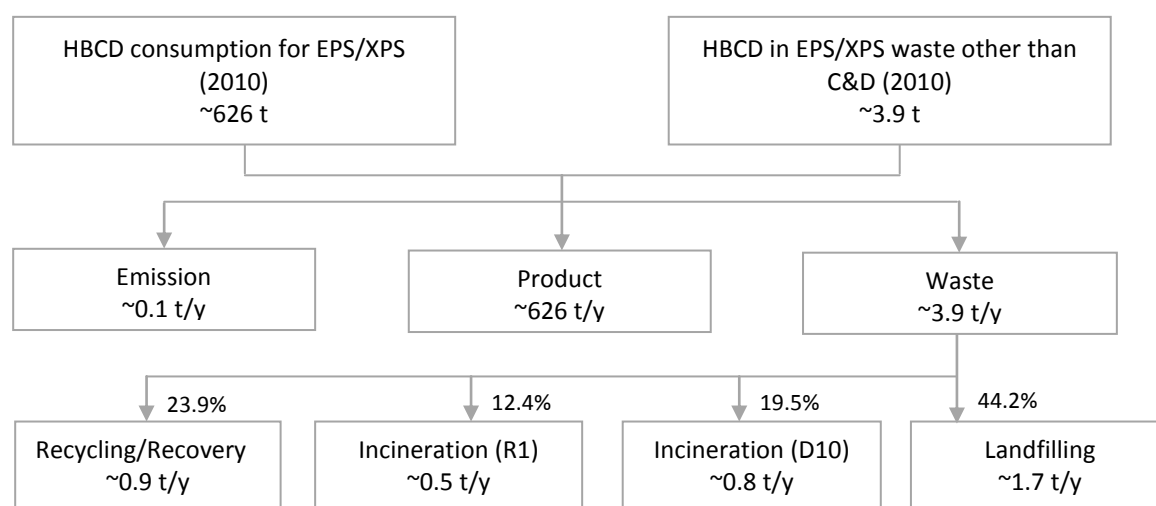 HBCD consumption for EPS/XPS
(2010)
~626 t
HBCD in EPS/XPS waste other than
C&D (2010)
~3.9 t
Emission
~0.1 t/y
Product
~626 t/y
Waste
~3.9 t/y
23.9%
12.4%
19.5%
44.2%
Recycling/Recovery
~0.9 t/y
Incineration (R1)
~0.5 t/y
Incineration (D10)
~0.8 t/y
Landfilling
~1.7 t/y